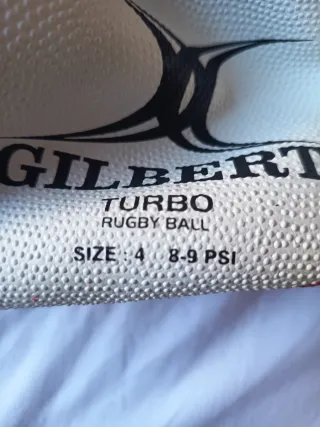 GILBERT
TURBO
RUGBY BALL
SIZE : 4 8-9 PSI